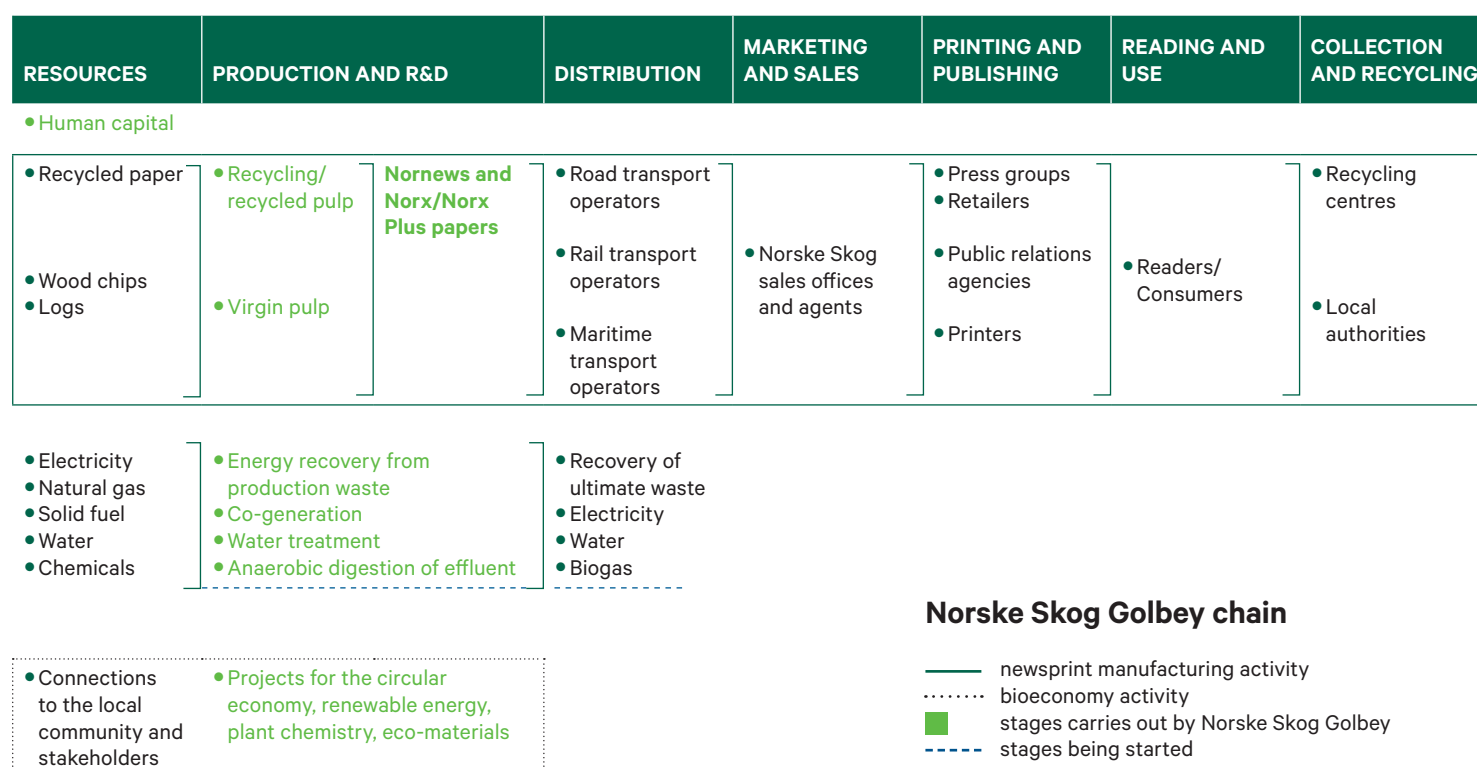 RESOURCES
PRODUCTION AND R&D
DISTRIBUTION
MARKETING
AND SALES
PRINTING AND
PUBLISHING
READING AND
USE
COLLECTION
AND RECYCLING
• Human capital
• Recycled paper
• Wood chips
• Logs
• Recycling/
recycled pulp
• Virgin pulp
Nornews and
Norx/Norx
Plus papers
• Road transport
operators
• Rail transport
operators
• Maritime
transport
operators
• Norske Skog
sales offices
and agents
• Press groups
• Retailers
• Public relations
agencies
• Printers
• Readers/
Consumers
• Recycling
centres
• Local
authorities
• Electricity
• Natural gas
• Solid fuel
• Water
• Chemicals
• Energy recovery from
production waste
• Co-generation
• Water treatment
• Anaerobic digestion of effluent
• Recovery of
ultimate waste
• Electricity
• Water
• Biogas
• Connections
to the local
community and
stakeholders
• Projects for the circular
economy, renewable energy,
plant chemistry, eco-materials
Norske Skog Golbey chain
newsprint manufacturing activity
bioeconomy activity
stages carries out by Norske Skog Golbey
stages being started